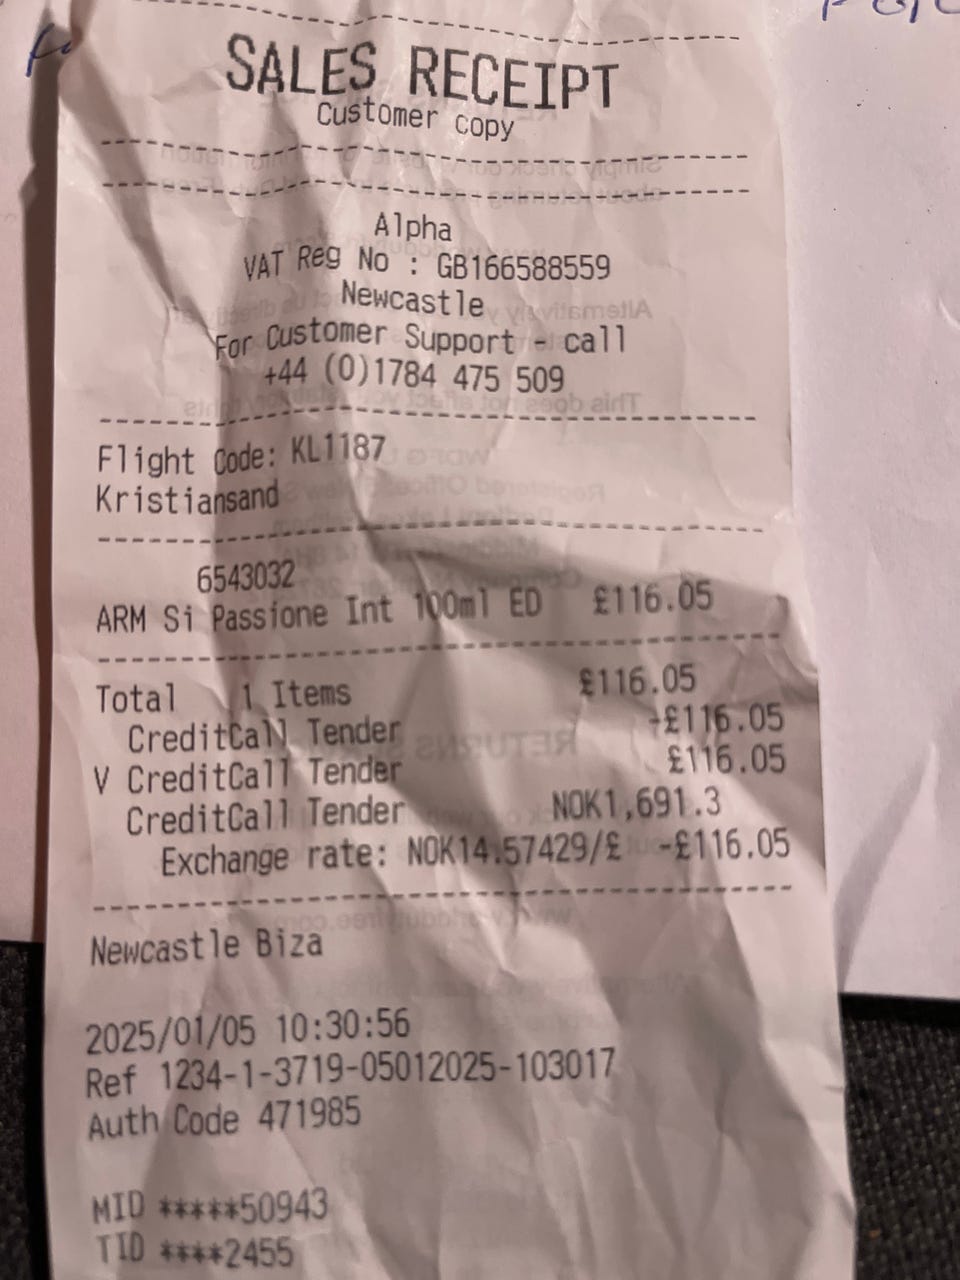 SALES RECEIPT
Customer copy
Alpha
VAT Reg No : GB166588559
Newcastle
For Customer Support - call
+44 (0)1784 475 509
Flight Code: KL1187
Kristiansand
6543032
ARM Si Passione Int 100ml ED £116.05
Total 1 Items £116.05
CreditCall Tender -£116.05
V CreditCall Tender £116.05
CreditCall Tender NOK1,691.3
Exchange rate: NOK14.57429/£ -£116.05
Newcastle Biza
2025/01/05 10:30:56
Ref 1234-1-3719-05012025-103017
Auth Code 471985
MID *****50943
TID ****2455